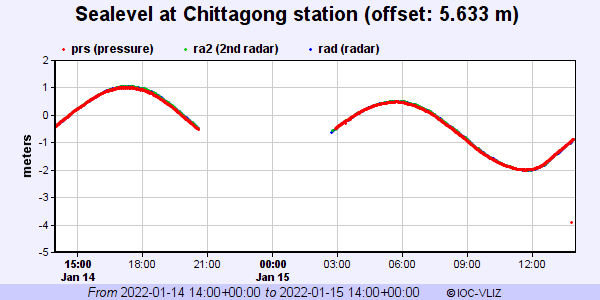 Sealevel at Chittagong station (offset: 5.633 m)
prs (pressure) ra2 (2nd radar) rad (radar)
2
1
0
-1
-2
-3
-4
-5
meters
15:00 18:00 21:00 00:00 03:00 06:00 09:00 12:00
Jan 14 Jan 15
From 2022-01-14 14:00+00:00 to 2022-01-15 14:00+00:00 © IOC-VLIZ